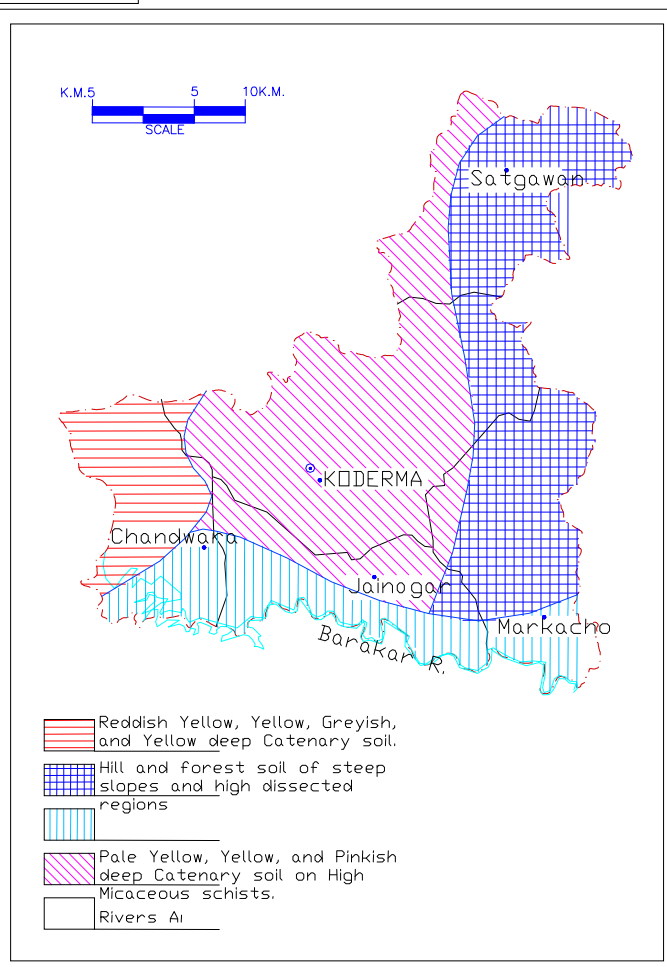 K.M.5 5 10K.M.
SCALE
Satgawan
KODERMA
Chandwara
Jainogar
Markacho
Barakar R.
Reddish Yellow, Yellow, Greyish,
and Yellow deep Catenary soil.
Hill and forest soil of steep
slopes and high dissected
regions
Pale Yellow, Yellow, and Pinkish
deep Catenary soil on High
Micaceous schists.
Rivers